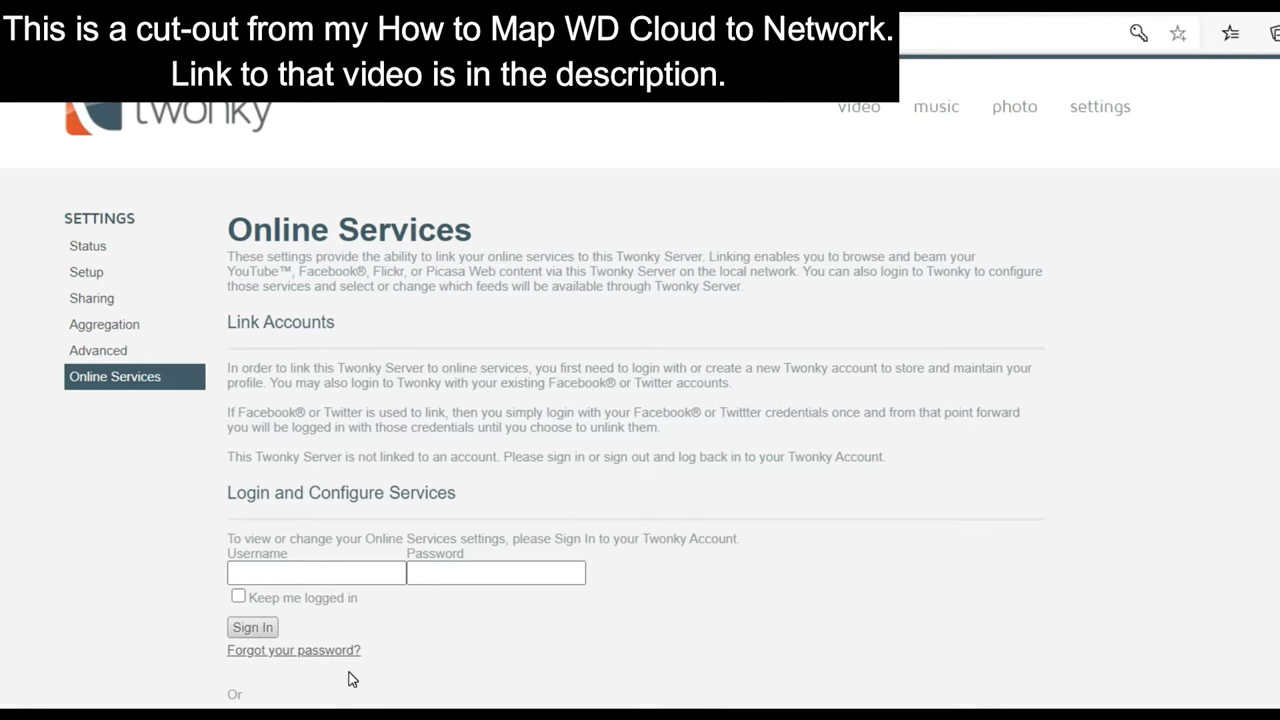 This is a cut-out from my How to Map WD Cloud to Network.
Link to that video is in the description.
twonky
video music photo settings
SETTINGS
Status
Setup
Sharing
Aggregation
Advanced
Online Services
Online Services
These settings provide the ability to link your online services to this Twonky Server. Linking enables you to browse and beam your
YouTube™, Facebook®, Flickr, or Picasa Web content via this Twonky Server on the local network. You can also login to Twonky to configure
those services and select or change which feeds will be available through Twonky Server.
Link Accounts
In order to link this Twonky Server to online services, you first need to login with or create a new Twonky account to store and maintain your
profile. You may also login to Twonky with your existing Facebook® or Twitter accounts.
If Facebook® or Twitter is used to link, then you simply login with your Facebook® or Twittter credentials once and from that point forward
you will be logged in with those credentials until you choose to unlink them.
This Twonky Server is not linked to an account. Please sign in or sign out and log back in to your Twonky Account.
Login and Configure Services
To view or change your Online Services settings, please Sign In to your Twonky Account.
Username Password
Keep me logged in
Sign In
Forgot your password?
Or